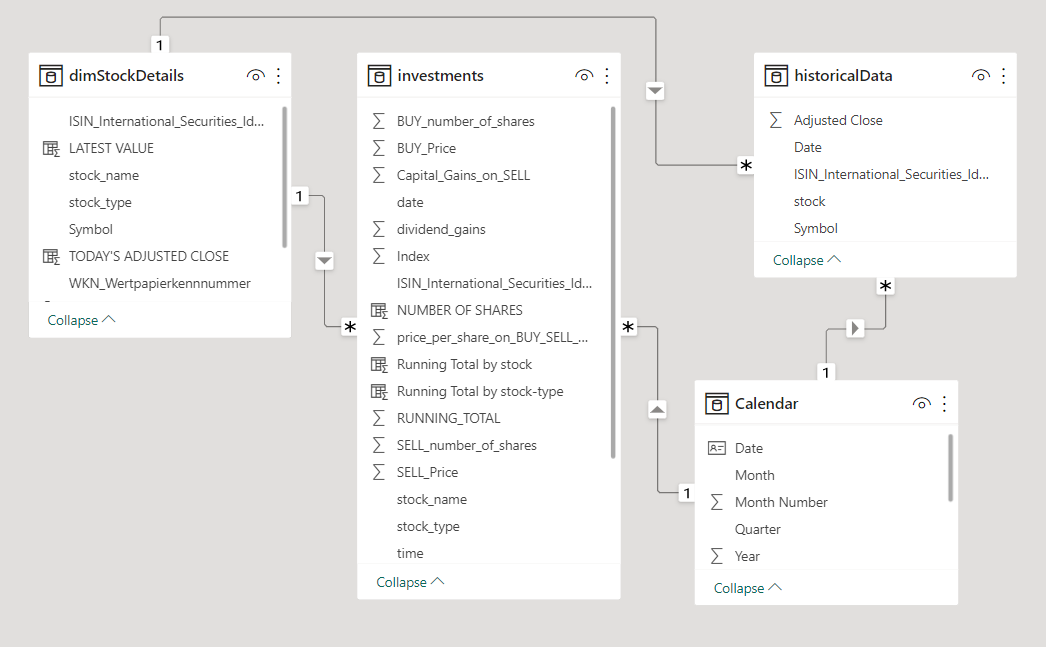 1
dimStockDetails
ISIN_International_Securities_Id...
LATEST VALUE
stock_name
stock_type
Symbol
TODAY'S ADJUSTED CLOSE
WKN_Wertpapierkennnummer
Collapse
1
*
investments
BUY_number_of_shares
BUY_Price
Capital_Gains_on_SELL
date
dividend_gains
Index
ISIN_International_Securities_Id...
NUMBER OF SHARES
price_per_share_on_BUY_SELL_...
Running Total by stock
Running Total by stock-type
RUNNING_TOTAL
SELL_number_of_shares
SELL_Price
stock_name
stock_type
time
Collapse
*
*
historicalData
Adjusted Close
Date
ISIN_International_Securities_Id...
stock
Symbol
Collapse
*
1
1
Calendar
Date
Month
Month Number
Quarter
Year
Collapse